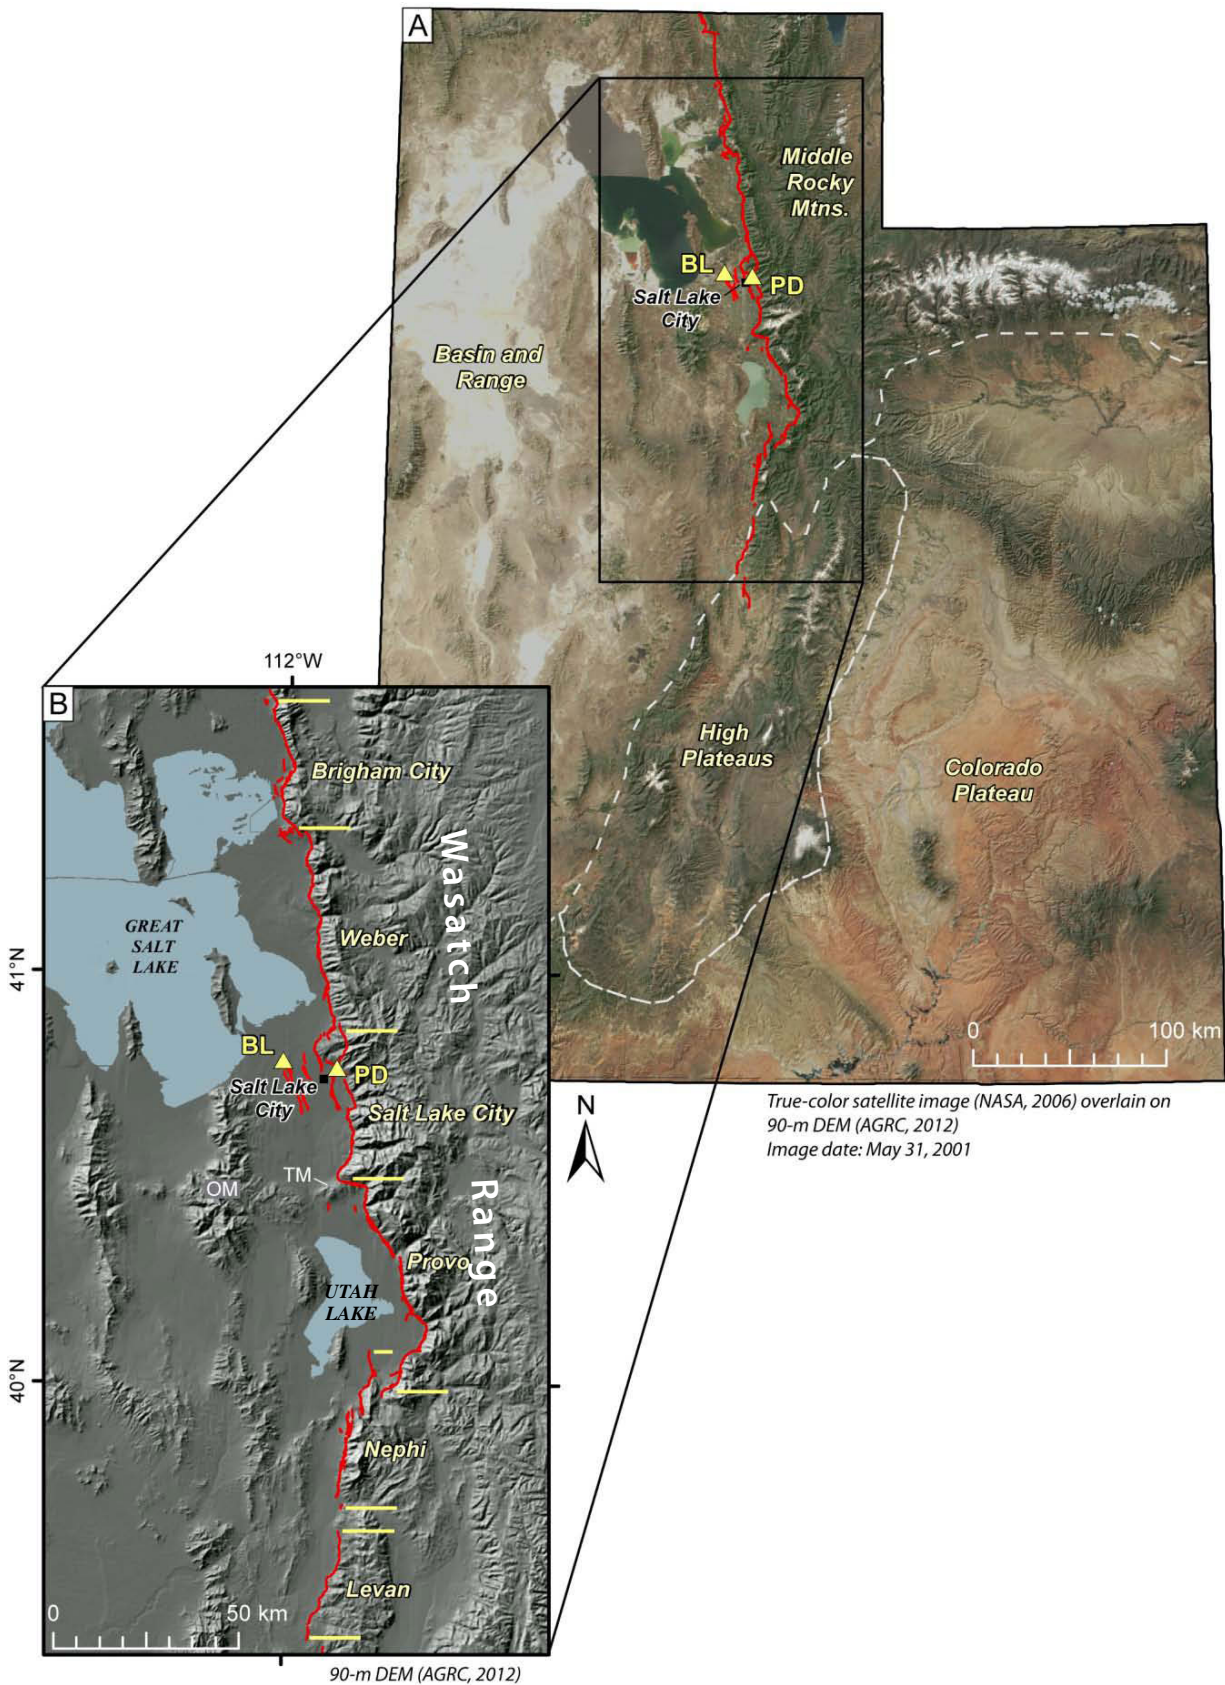 A
Middle
Rocky
Mtns.
BL
PD
Salt Lake
City
Basin and
Range
High
Plateaus
Colorado
Plateau
0 100 km
True-color satellite image (NASA, 2006) overlain on
90-m DEM (AGRC, 2012)
Image date: May 31, 2001
N
112°W
B
Brigham City
Wasatch
GREAT
SALT
LAKE
Weber
41°N
BL
PD
Salt Lake
City
Salt Lake City
TM
OM
Range
Provo
UTAH
LAKE
40°N
Nephi
Levan
0 50 km
90-m DEM (AGRC, 2012)